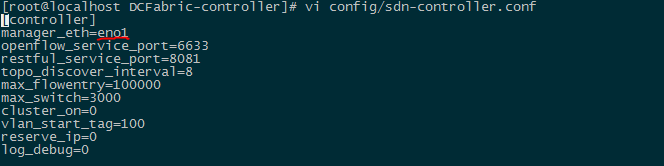 [root@localhost DCFabric-controller]# vi config/sdn-controller.conf
[controller]
manager_eth=eno1
openflow_service_port=6633
restful_service_port=8081
topo_discover_interval=8
max_flowentry=100000
max_switch=3000
cluster_on=0
vlan_start_tag=100
reserve_ip=0
log_debug=0